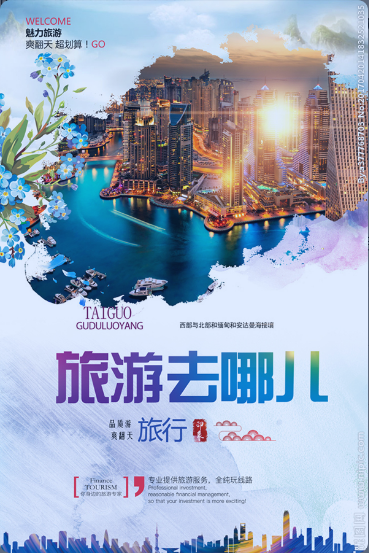 WELCOME
魅力旅游
爽翻天 超划算！GO
TAIGUO
GUDULUOYANG
西部与北部和缅甸和安达曼海接壤
旅游去哪儿
品质游
爽翻天
旅行
Finance
TOURISM
专业提供旅游服务，全纯玩线路
Professional investment,
reasonable financial management,
so that your investment is more exciting!